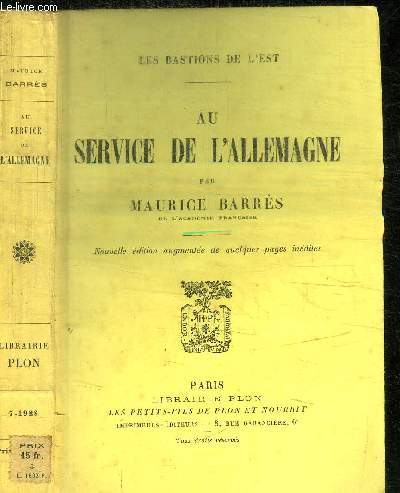 MAURICE
BARRÈS
AU
SERVICE
DE
L'ALLEMAGNE
LIBRAIRIE
PLON
7-1928
PRIX
15 fr.
LES BASTIONS DE L'EST
AU
SERVICE DE L'ALLEMAGNE
PAR
MAURICE BARRÈS
DE L'ACADÉMIE FRANÇAISE
Nouvelle édition augmentée de quelques pages inédites
PARIS
LIBRAIRIE PLON
LES PETITS-FILS DE PLON ET NOURRIT
IMPRIMEURS-ÉDITEURS — 8, RUE GARANCIÈRE, 6e
Tous droits réservés